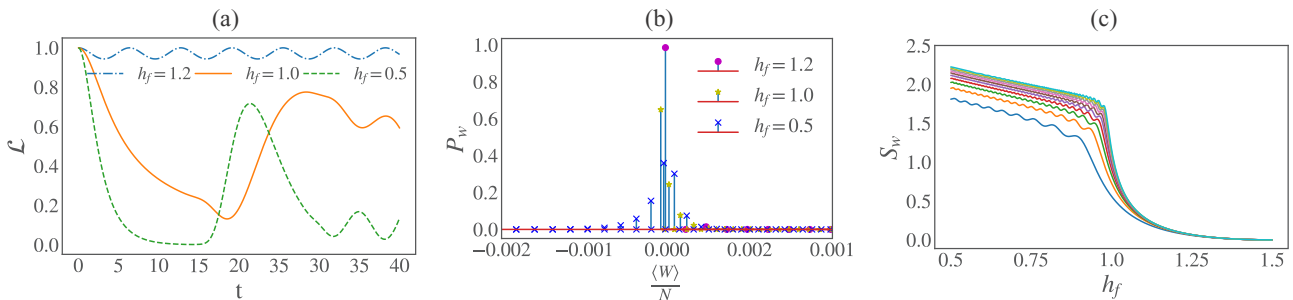 (a)
1.0
0.8
0.6
0.4
0.2
0.0
ℒ
h_f = 1.2
h_f = 1.0
h_f = 0.5
0 5 10 15 20 25 30 35 40
t
(b)
1.0
0.8
0.6
0.4
0.2
0.0
P_w
h_f = 1.2
h_f = 1.0
h_f = 0.5
−0.002 −0.001 0.000 0.002 0.001
⟨W⟩
N
(c)
2.5
2.0
1.5
1.0
0.5
0.0
S_w
0.5 0.75 1.0 1.25 1.5
h_f